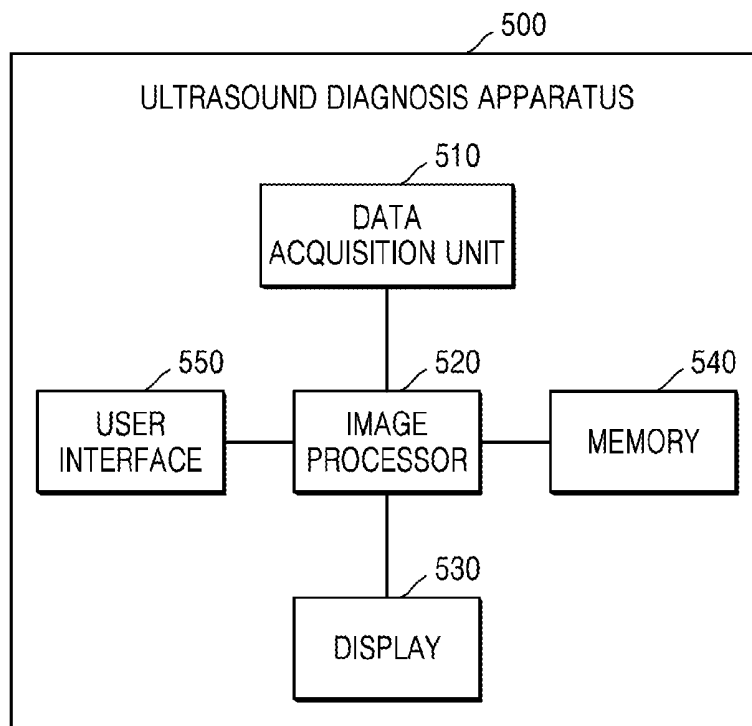 500
ULTRASOUND DIAGNOSIS APPARATUS
510
DATA
ACQUISITION UNIT
550
USER
INTERFACE
520
IMAGE
PROCESSOR
540
MEMORY
530
DISPLAY